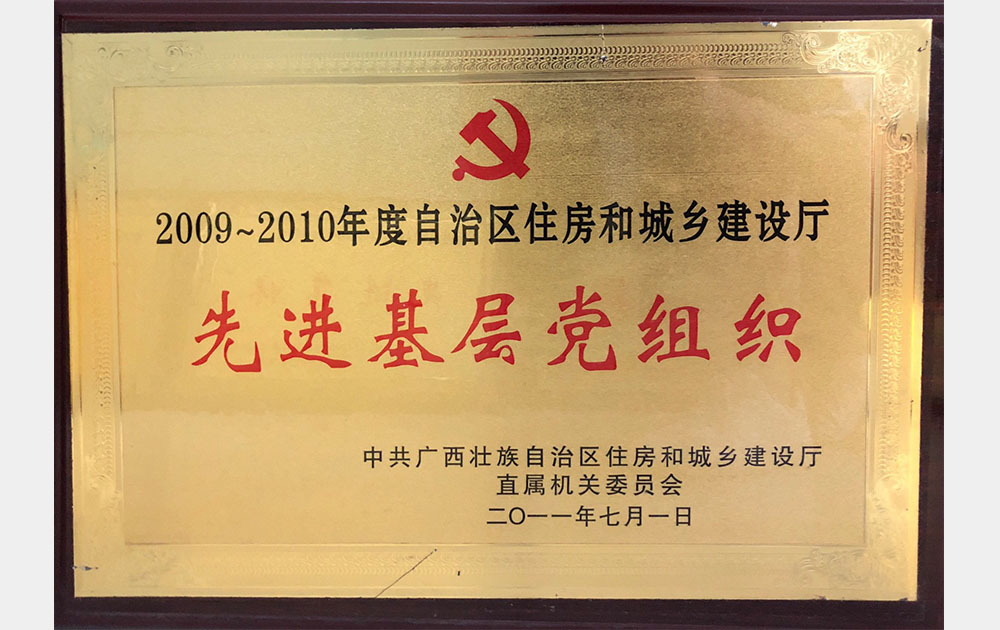 2009~2010年度自治区住房和城乡建设厅
先进基层党组织
中共广西壮族自治区住房和城乡建设厅
直属机关委员会
二〇一一年七月一日